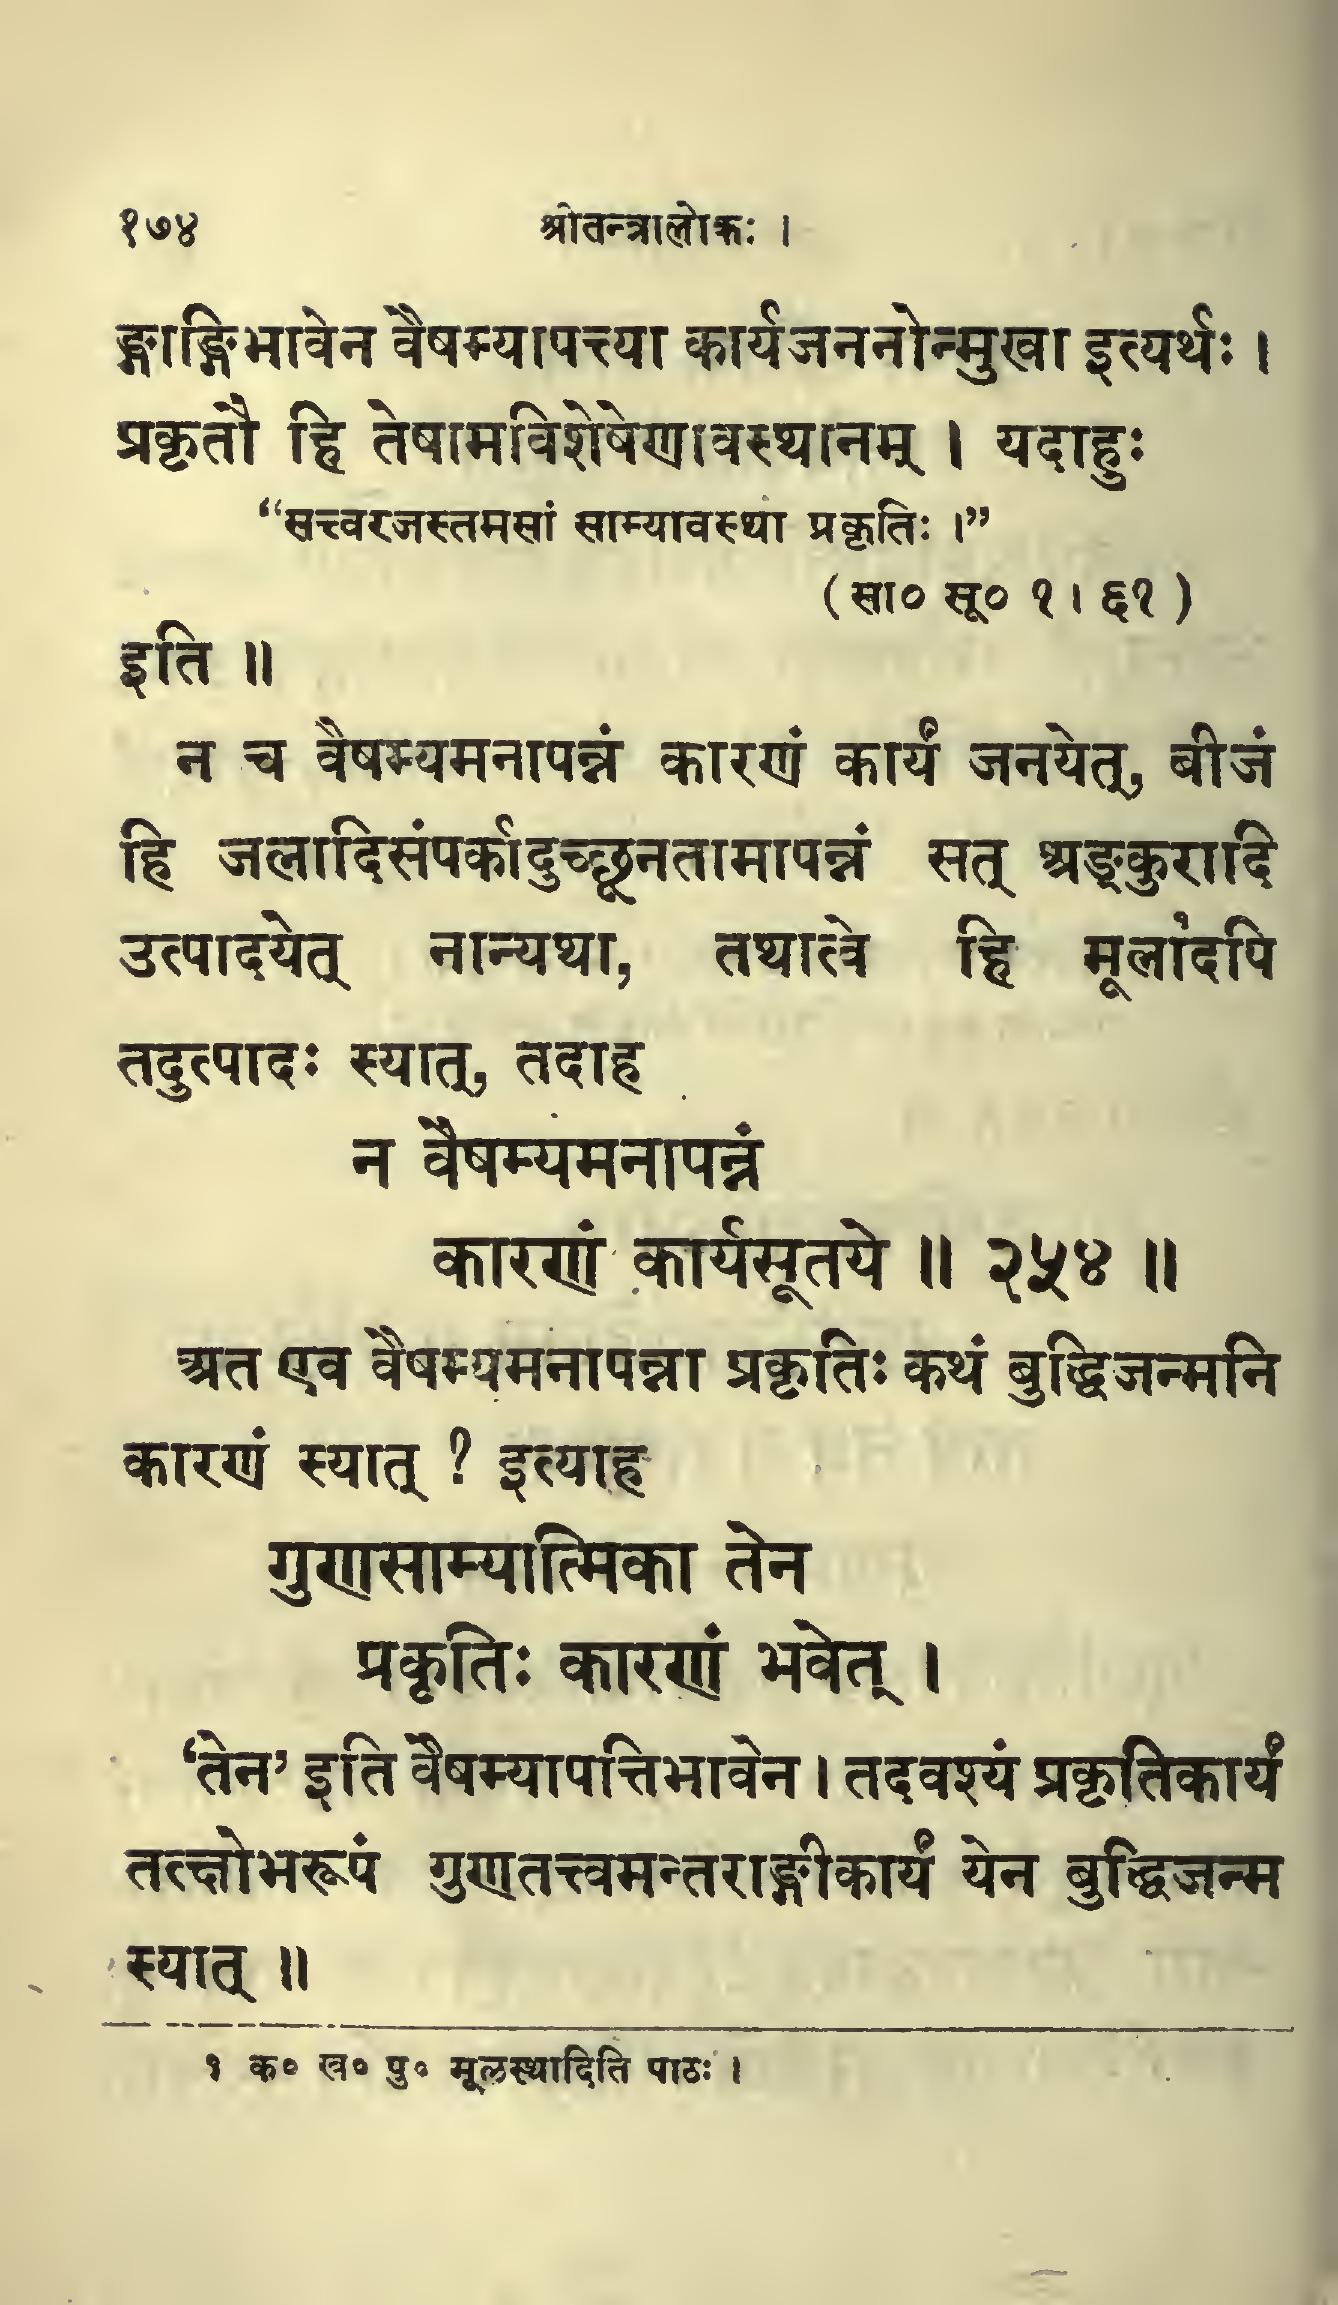 १७४ श्रीतन्त्रालोकः ।
ङ्गाङ्गिभावेन वैषम्यापत्त्या कार्यजननोन्मुखा इत्यर्थः ।
प्रकृतौ हि तेषामविशेषेणावस्थानम् । यदाहुः
“सत्त्वरजस्तमसां साम्यावस्था प्रकृतिः ।”
( सा० सू० १ । ६१ )
इति ॥
न च वैषम्यमनापन्नं कारणं कार्यं जनयेत्, बीजं
हि जलादिसंपर्कादुच्छूनतामापन्नं सत् अङ्कुरादि
उत्पादयेत् नान्यथा, तथात्वे हि मूला१दपि
तदुत्पादः स्यात्, तदाह
न वैषम्यमनापन्नं
कारणं कार्यसूतये ॥ २५४ ॥
अत एव वैषम्यमनापन्ना प्रकृतिः कथं बुद्धिजन्मनि
कारणं स्यात् ? इत्याह
गुणसाम्यात्मिका तेन
प्रकृतिः कारणं भवेत् ।
‘तेन’ इति वैषम्यापत्तिभावेन । तदवश्यं प्रकृतिकार्यं
तत्क्षोभरूपं गुणतत्त्वमन्तराङ्गीकार्यं येन बुद्धिजन्म
स्यात् ॥
१ क० ख० पु० मूलस्थादिति पाठः ।